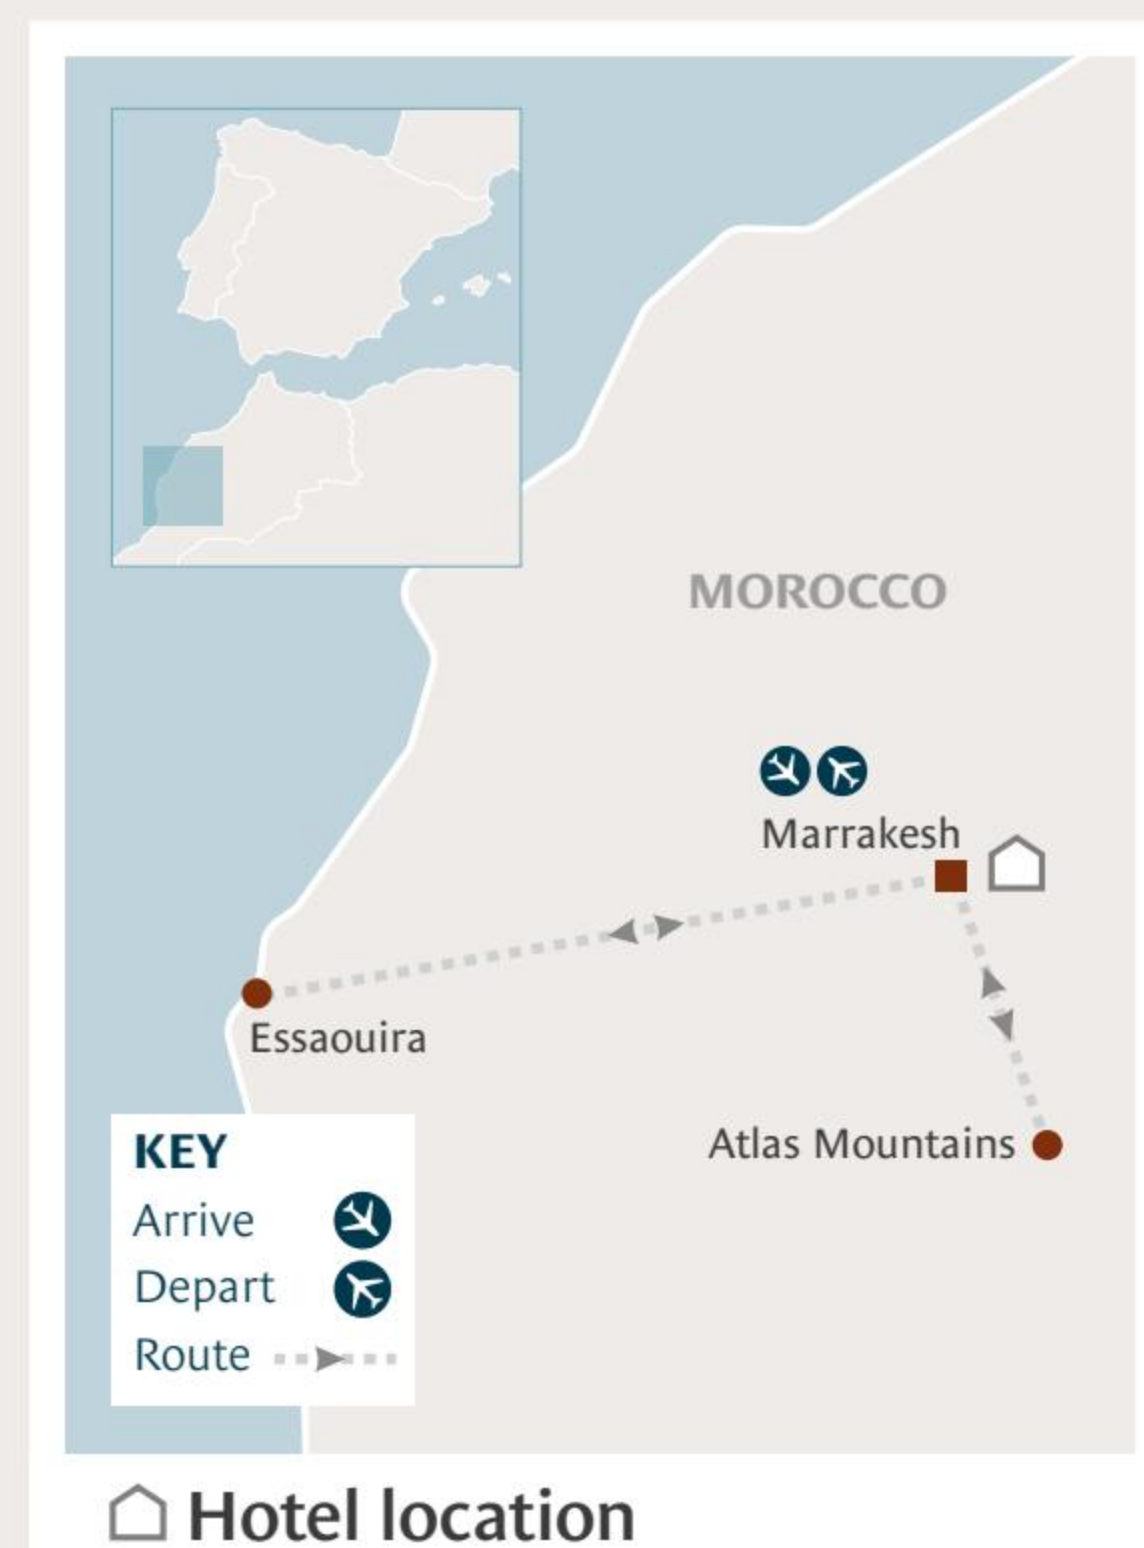 MOROCCO
Marrakesh
Essaouira
Atlas Mountains
KEY
Arrive
Depart
Route
Hotel location